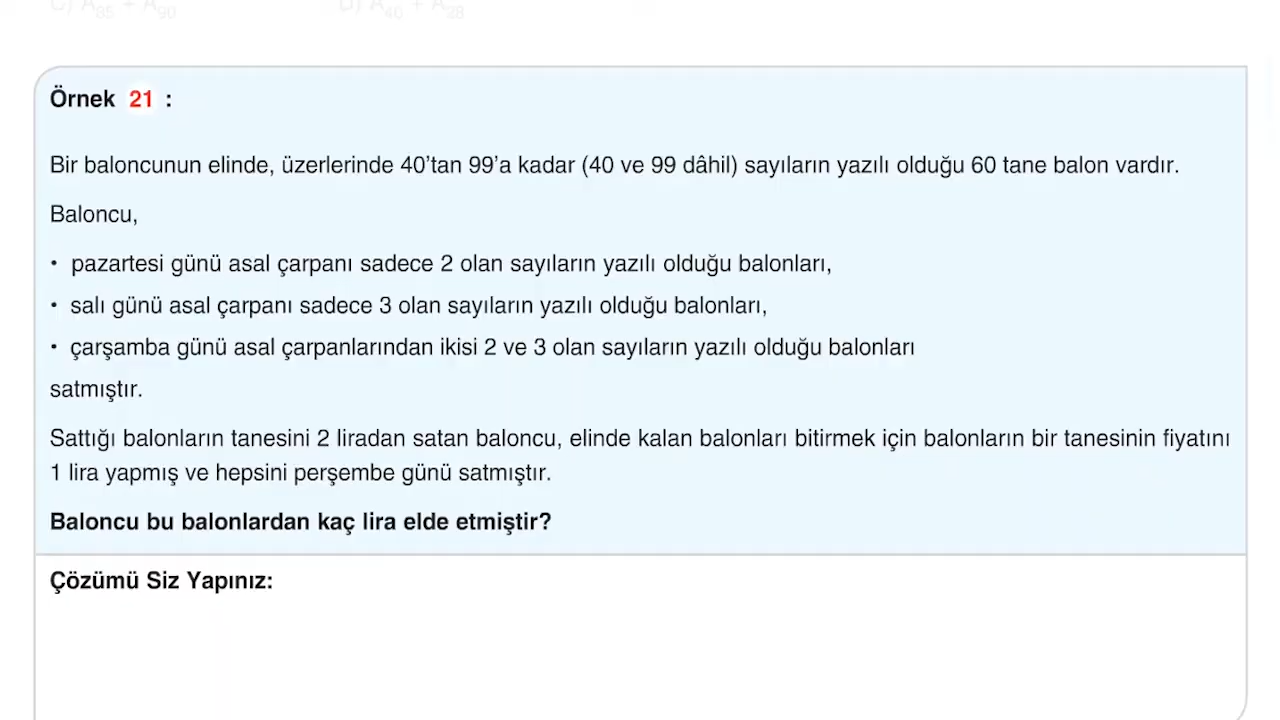 C) A35 + A90 D) A40 + A28
Örnek 21 :
Bir baloncunun elinde, üzerlerinde 40’tan 99’a kadar (40 ve 99 dâhil) sayıların yazılı olduğu 60 tane balon vardır.
Baloncu,
• pazartesi günü asal çarpanı sadece 2 olan sayıların yazılı olduğu balonları,
• salı günü asal çarpanı sadece 3 olan sayıların yazılı olduğu balonları,
• çarşamba günü asal çarpanlarından ikisi 2 ve 3 olan sayıların yazılı olduğu balonları
satmıştır.
Sattığı balonların tanesini 2 liradan satan baloncu, elinde kalan balonları bitirmek için balonların bir tanesinin fiyatını
1 lira yapmış ve hepsini perşembe günü satmıştır.
Baloncu bu balonlardan kaç lira elde etmiştir?
Çözümü Siz Yapınız: